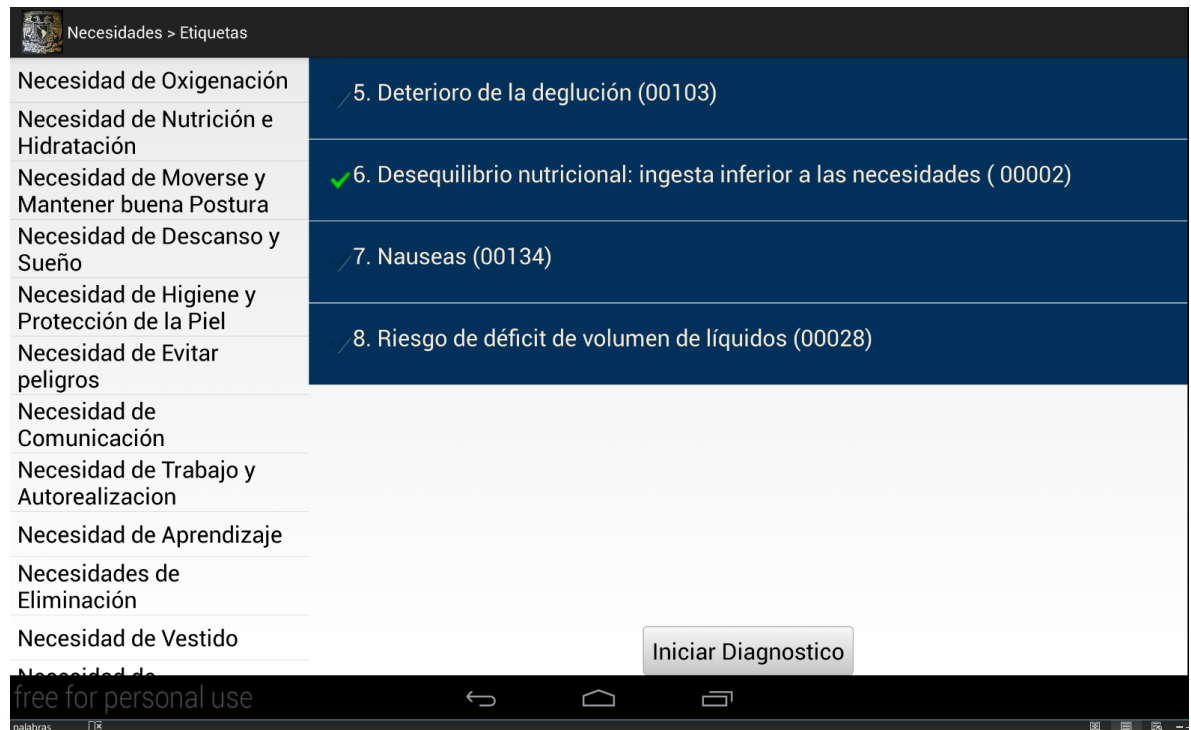 Necesidades > Etiquetas
Necesidad de Oxigenación
Necesidad de Nutrición e
Hidratación
Necesidad de Moverse y
Mantener buena Postura
Necesidad de Descanso y
Sueño
Necesidad de Higiene y
Protección de la Piel
Necesidad de Evitar
peligros
Necesidad de
Comunicación
Necesidad de Trabajo y
Autorealizacion
Necesidad de Aprendizaje
Necesidades de
Eliminación
Necesidad de Vestido
Necesidad de
5. Deterioro de la deglución (00103)
6. Desequilibrio nutricional: ingesta inferior a las necesidades ( 00002)
7. Nauseas (00134)
8. Riesgo de déficit de volumen de líquidos (00028)
Iniciar Diagnostico
free for personal use
palabras